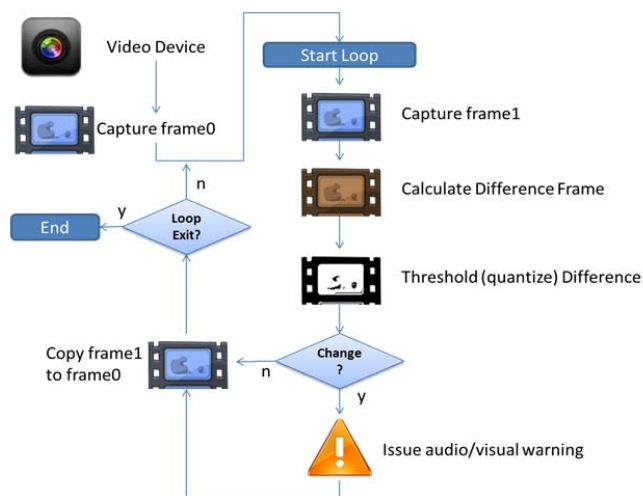 Video Device
Start Loop
Capture frame0
Capture frame1
n
Calculate Difference Frame
y
Loop
Exit?
End
Threshold (quantize) Difference
Copy frame1
to frame0
Change
?
n
y
Issue audio/visual warning